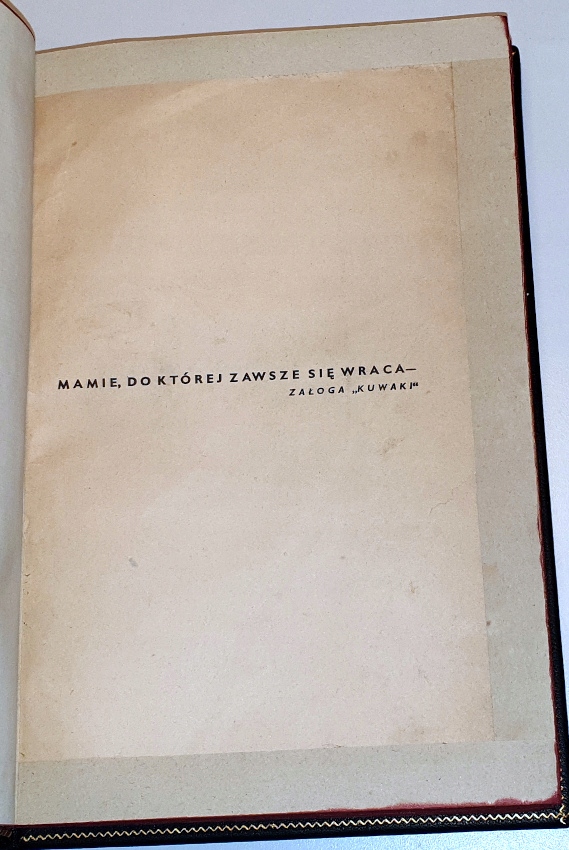 MAMIE, DO KTÓREJ ZAWSZE SIĘ WRACA—
ZAŁOGA „KUWAKI“